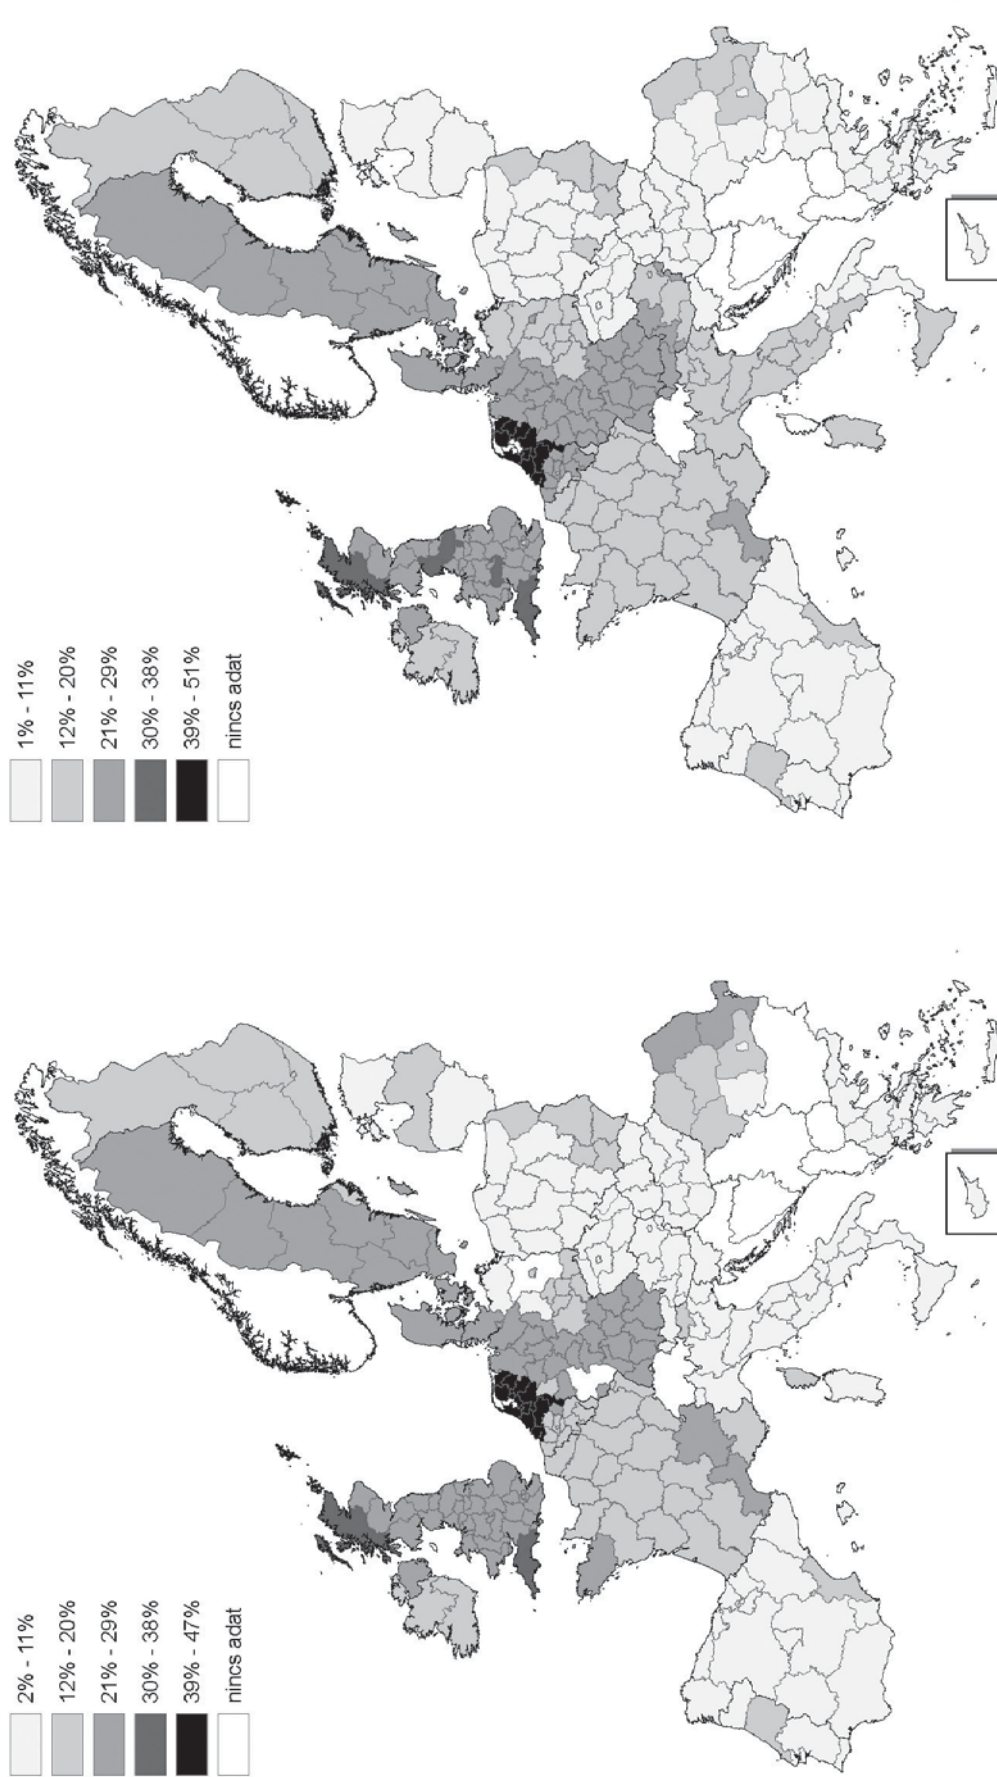 1% - 11%
12% - 20%
21% - 29%
30% - 38%
39% - 51%
nincs adat
2% - 11%
12% - 20%
21% - 29%
30% - 38%
39% - 47%
nincs adat